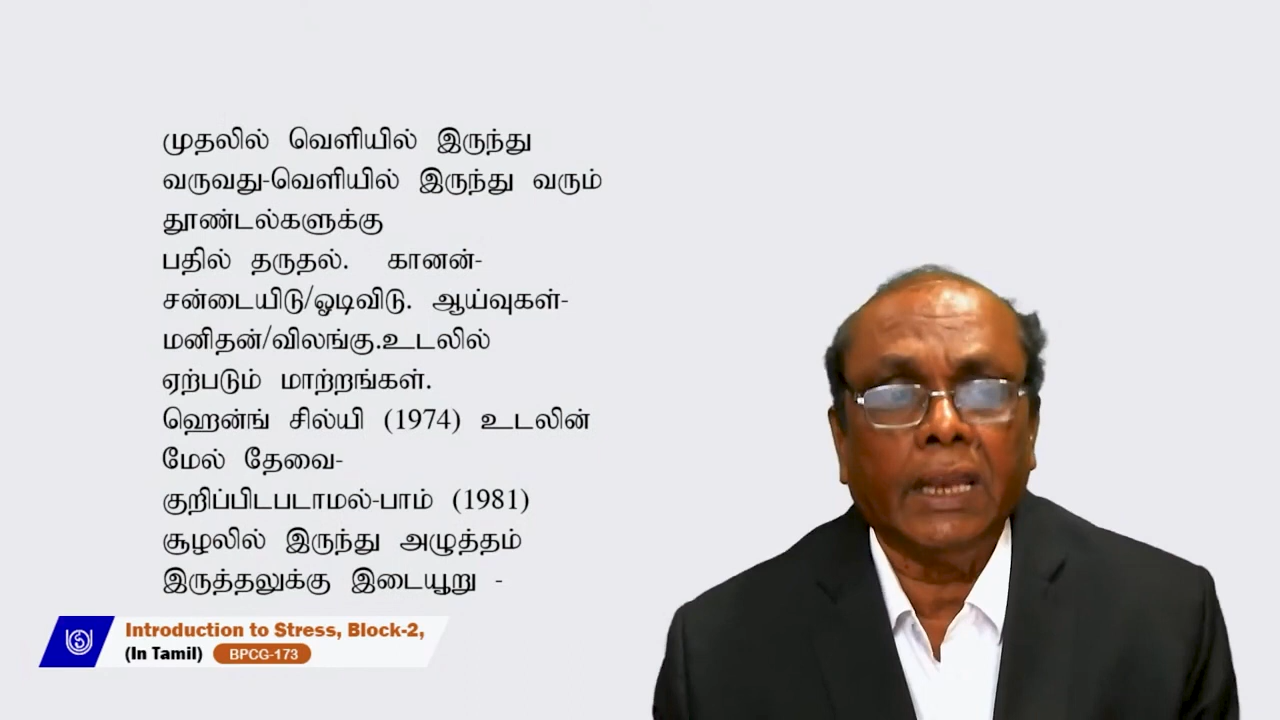 முதலில் வெளியில் இருந்து
வருவது-வெளியில் இருந்து வரும்
தூண்டல்களுக்கு
பதில் தருதல். கானன்-
சன்டையிடு/ஓடிவிடு. ஆய்வுகள்-
மனிதன்/விலங்கு.உடலில்
ஏற்படும் மாற்றங்கள்.
ஹென்ங் சில்யி (1974) உடலின்
மேல் தேவை-
குறிப்பிடபடாமல்-பாம் (1981)
சூழலில் இருந்து அழுத்தம்
இருத்தலுக்கு இடையூறு -
Introduction to Stress, Block-2,
(In Tamil) BPCG-173